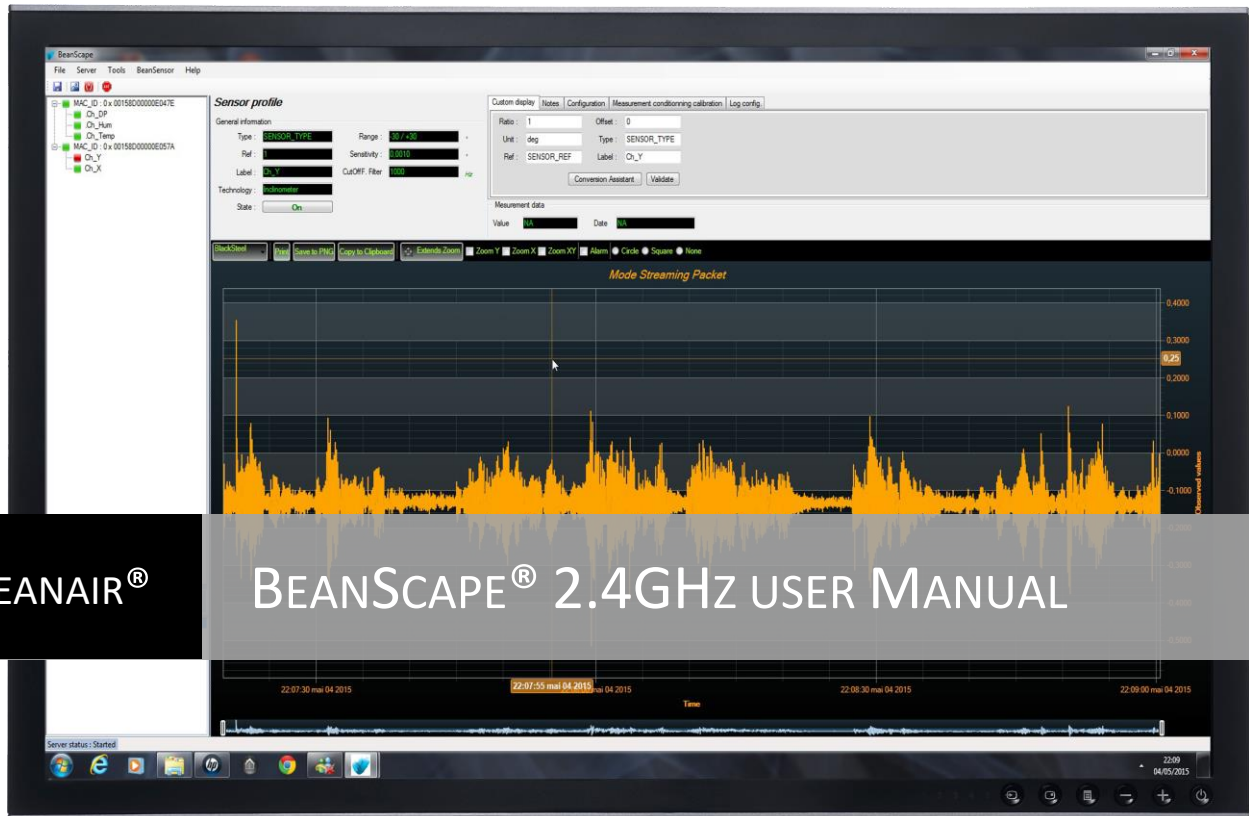 BeanScape
File Server Tools BeanSensor Help
MAC_ID : 0 x 00158D00000E047E
.Ch_DP
.Ch_Hum
.Ch_Temp
MAC_ID : 0 x 00158D00000E057A
Ch_Y
Ch_X
Sensor profile
General information
Type : SENSOR_TYPE Range : -30 / +30
Ref : 1 Sensitivity : 0,0010
Label : Ch_Y CutOffF. Filter 1000 Hz
Technology : Inclinometer
State : On
Custom display Notes Configuration Measurement conditionning calibration Log config.
Ratio : 1 Offset : 0
Unit : deg Type : SENSOR_TYPE
Ref : SENSOR_REF Label : Ch_Y
Conversion Assistant Validate
Mesurement data
Value NA Date NA
BlackSteel Print Save to PNG Copy to Clipboard Extends Zoom Zoom Y Zoom X Zoom XY Alarm Circle Square None
Mode Streaming Packet
0,4000
0,3000
0,25
0,2000
0,1000
0,0000
-0,1000
Observed values
EANAIR® BEANSCAPE® 2.4GHZ USER MANUAL
22:07:30 mai 04 2015 22:07:55 mai 04 2015 mai 04 2015 22:08:30 mai 04 2015 22:09:00 mai 04 2015
Time
Server status : Started
22:09
04/05/2015